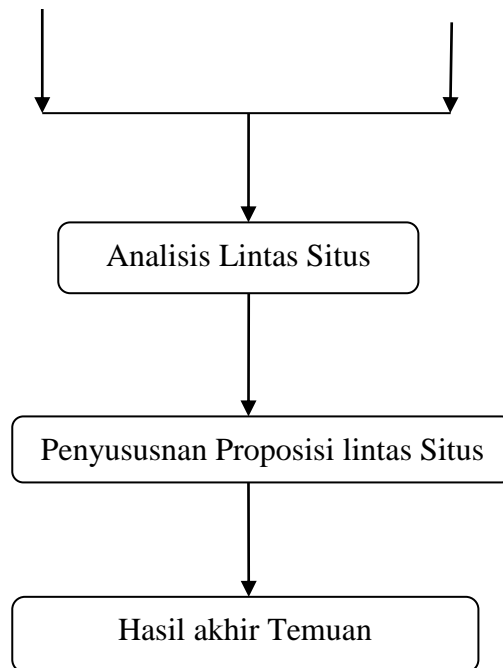 Analisis Lintas Situs
Penyususnan Proposisi lintas Situs
Hasil akhir Temuan